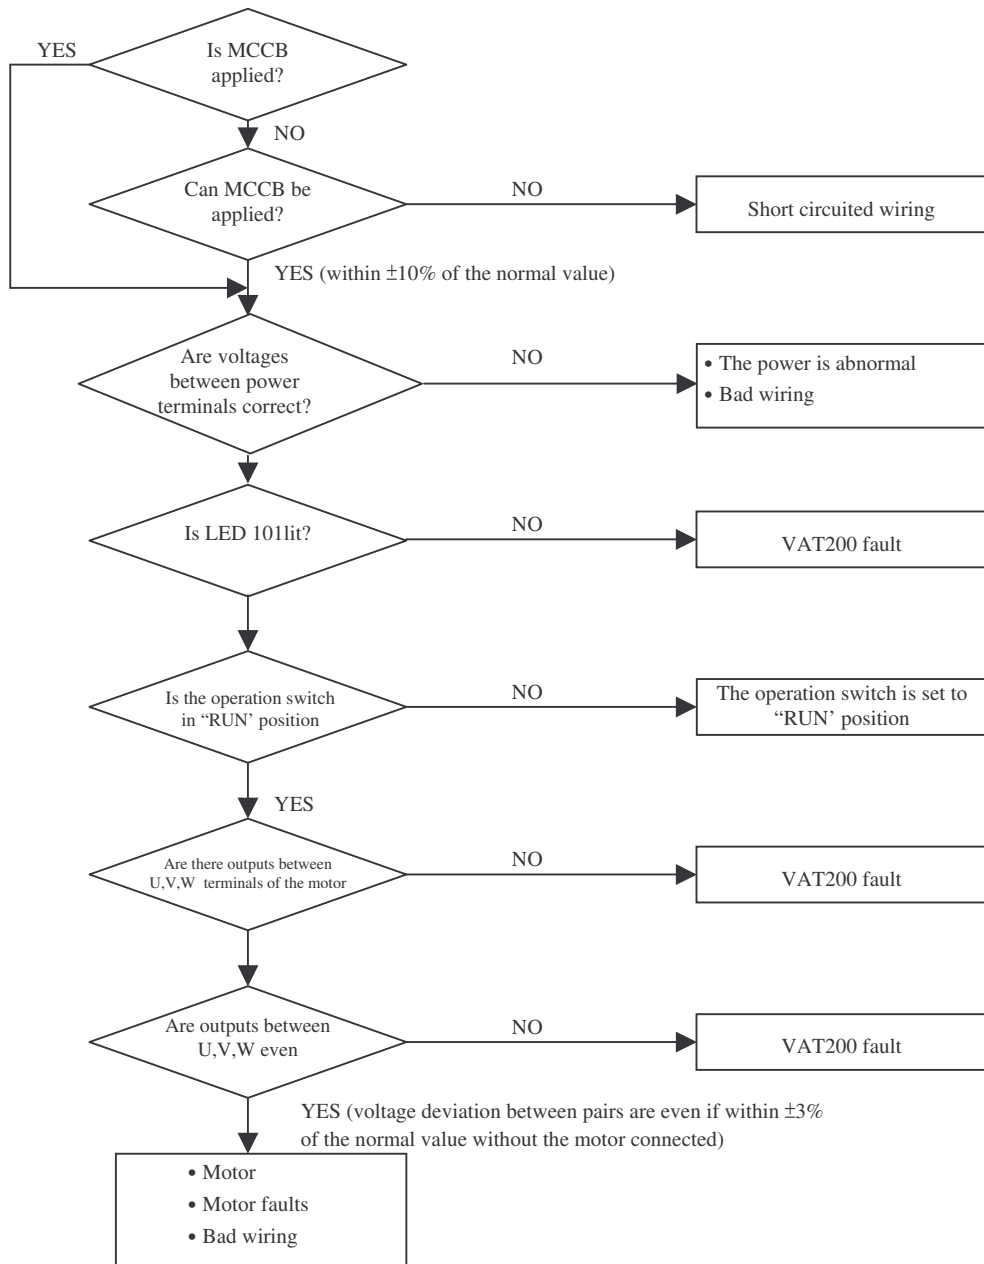 YES
Is MCCB
applied?
NO
Can MCCB be
applied?
NO
Short circuited wiring
YES (within ±10% of the normal value)
Are voltages
between power
terminals correct?
NO
• The power is abnormal
• Bad wiring
Is LED 101lit?
NO
VAT200 fault
Is the operation switch
in “RUN’ position
NO
The operation switch is set to
“RUN’ position
YES
Are there outputs between
U,V,W terminals of the motor
NO
VAT200 fault
Are outputs between
U,V,W even
NO
VAT200 fault
YES (voltage deviation between pairs are even if within ±3%
of the normal value without the motor connected)
• Motor
• Motor faults
• Bad wiring